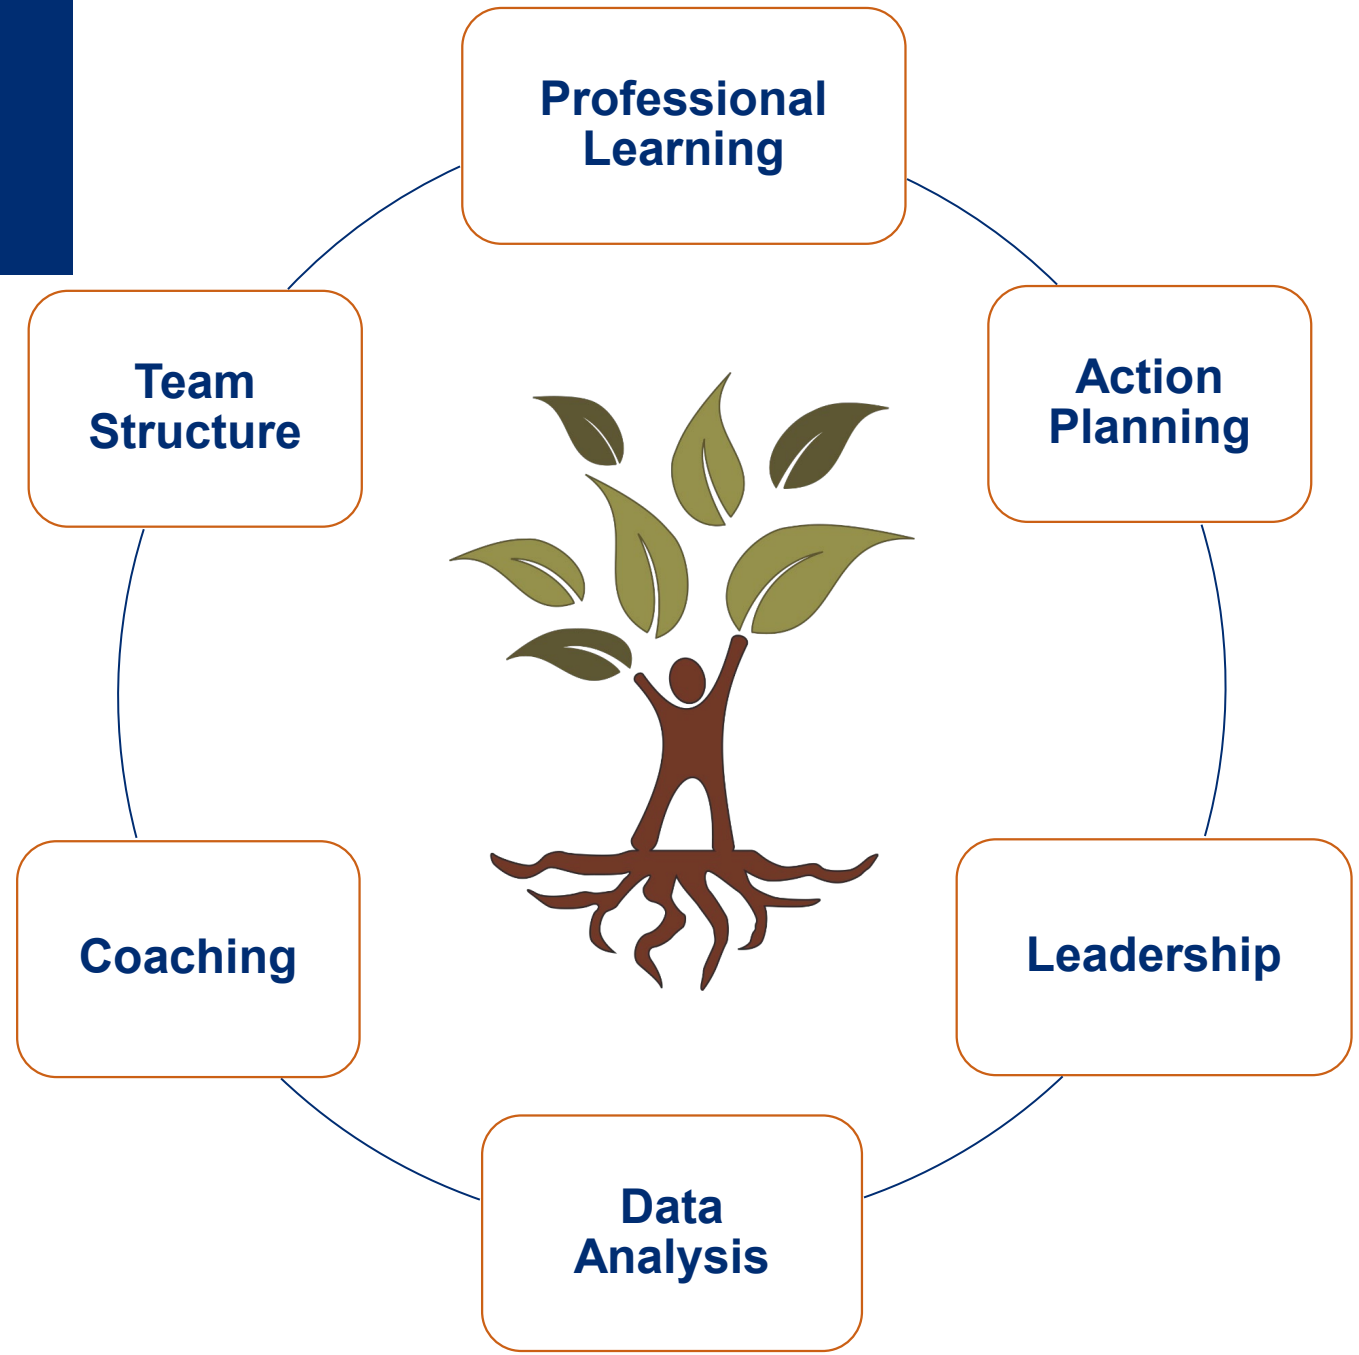 Professional
Learning
Action
Planning
Leadership
Data
Analysis
Coaching
Team
Structure